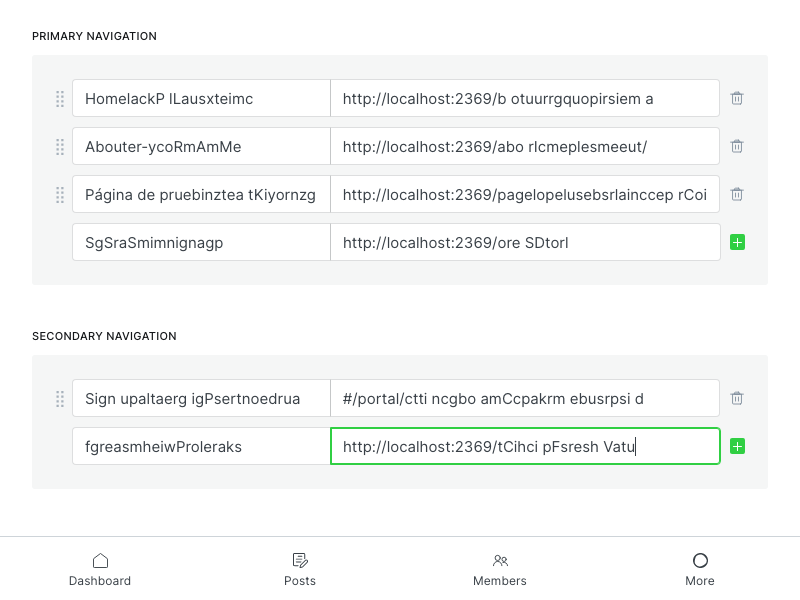 PRIMARY NAVIGATION
HomelackP lLausxteimc http://localhost:2369/b otuurrgquopirsiem a
Abouter-ycoRmAmMe http://localhost:2369/abo rIcmeplesmeeut/
Página de pruebinztea tKiyornzg http://localhost:2369/pagelopelusebsrlainccep rCoi
SgSraSmimnignagp http://localhost:2369/ore SDtorl
SECONDARY NAVIGATION
Sign upaltaerg igPsertnoedrua #/portal/ctti ncgbo amCcpakrm ebusrpsi d
fgreasmheiwProleraks http://localhost:2369/tCihci pFsresh Vatu
Dashboard Posts Members More